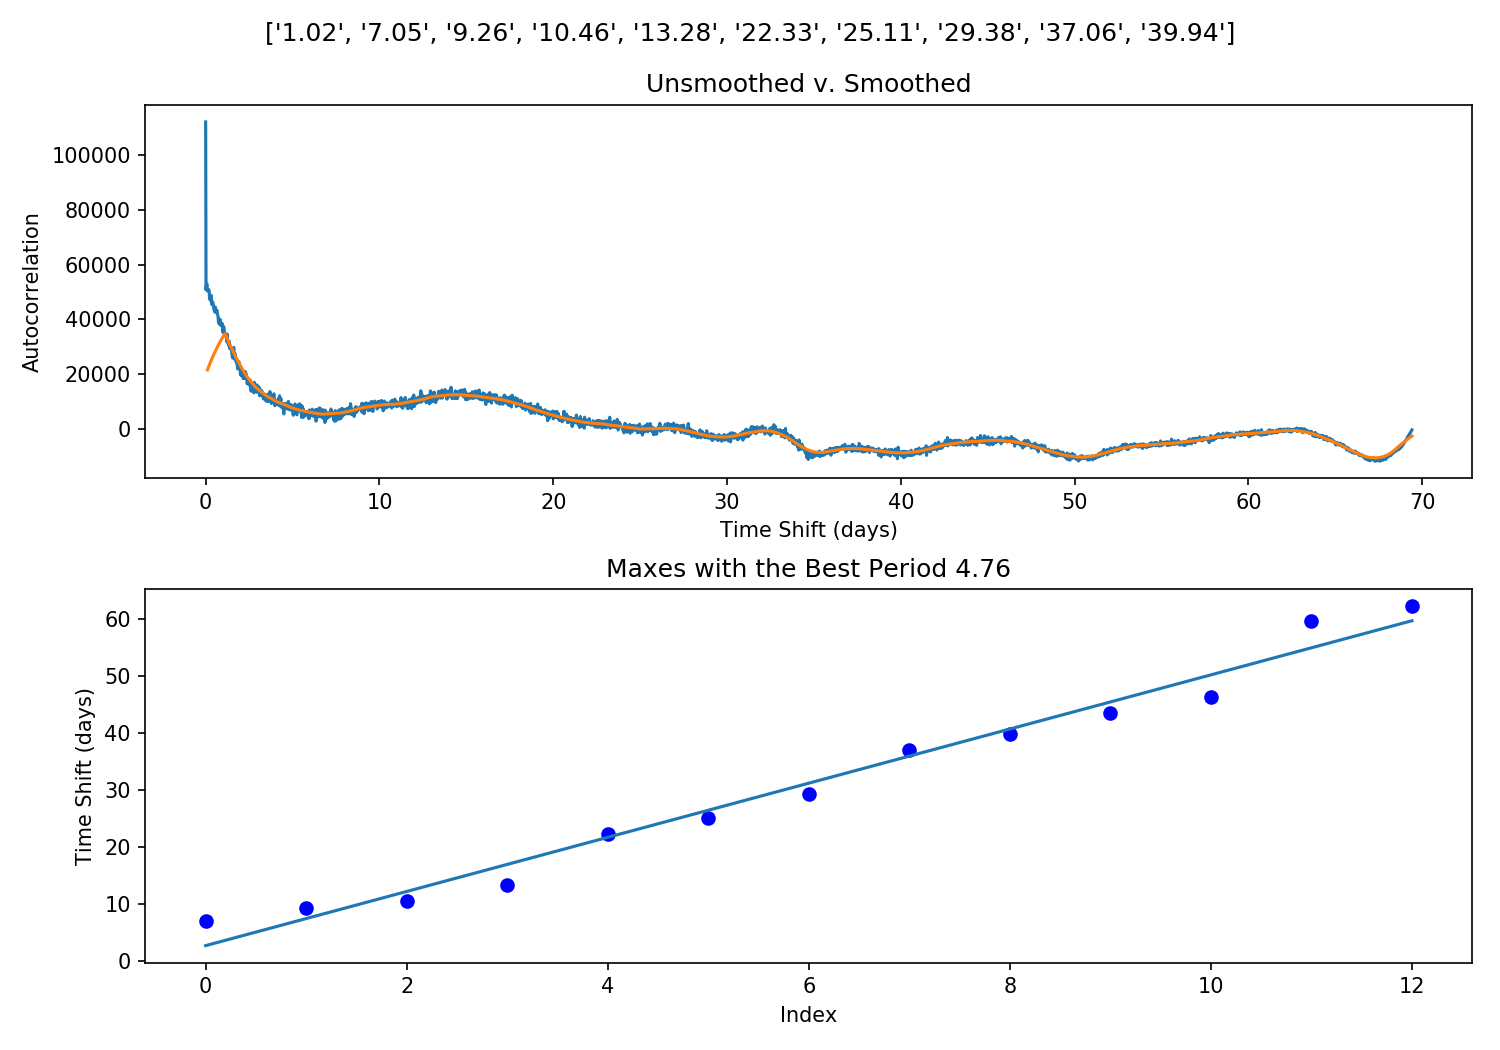 ['1.02', '7.05', '9.26', '10.46', '13.28', '22.33', '25.11', '29.38', '37.06', '39.94']
Unsmoothed v. Smoothed
Autocorrelation
100000
80000
60000
40000
20000
0
0 10 20 30 40 50 60 70
Time Shift (days)
Maxes with the Best Period 4.76
Time Shift (days)
60
50
40
30
20
10
0
0 2 4 6 8 10 12
Index